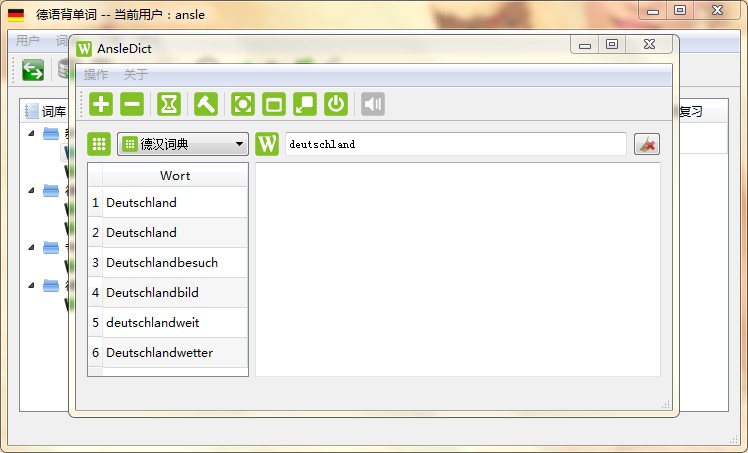 德语背单词 -- 当前用户：ansle
用户
AnsleDict
操作 关于
词库
复习
德汉词典
W
deutschland
Wort
1 Deutschland
2 Deutschland
3 Deutschlandbesuch
4 Deutschlandbild
5 deutschlandweit
6 Deutschlandwetter